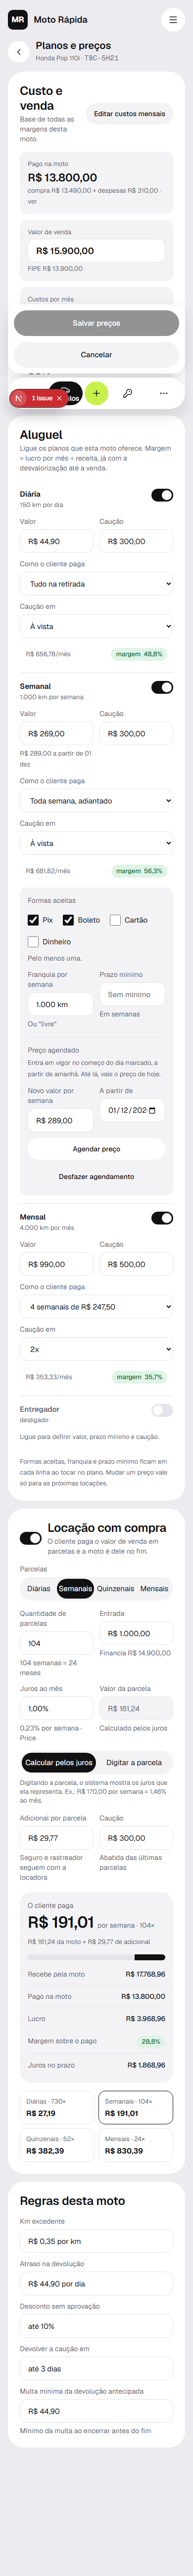 MR Moto Rápido
Planos e preços
Honda Pop 110i · TBC-5H21
Custo e
venda
Base de todas as
margens desta
moto.
Editar custos mensais
Pago na moto
R$ 13.800,00
compra R$ 13.490,00 + despesas R$ 310,00 ·
ver
Valor de venda
R$ 15.900,00
FIPE R$ 13.900,00
Custos por mês
Salvar preços
Cancelar
N 1 Issue
Aluguel
Ligue os planos que esta moto oferece. Margem
= lucro por mês ÷ receita, já com a
desvalorização até a venda.
Diária
150 km por dia
Valor Caução
R$ 44,90 R$ 300,00
Como o cliente paga
Tudo na retirada
Caução em
À vista
R$ 656,78/mês margem 48,8%
Semanal
1.000 km por semana
Valor Caução
R$ 269,00 R$ 300,00
R$ 289,00 a partir de 01
dez
Como o cliente paga
Toda semana, adiantado
Caução em
À vista
R$ 681,82/mês margem 56,3%
Formas aceitas
Pix Boleto Cartão
Dinheiro
Pelo menos uma.
Franquia por
semana
Prazo mínimo
1.000 km Sem mínimo
Ou "livre" Em semanas
Preço agendado
Entra em vigor no começo do dia marcado, a
partir de amanhã. Até lá, vale o preço de hoje.
Novo valor por
semana
A partir de
R$ 289,00 01/12/202
Agendar preço
Desfazer agendamento
Mensal
4.000 km por mês
Valor Caução
R$ 990,00 R$ 500,00
Como o cliente paga
4 semanas de R$ 247,50
Caução em
2x
R$ 353,33/mês margem 35,7%
Entregador
desligado
Ligue para definir valor, prazo mínimo e caução.
Formas aceitas, franquia e prazo mínimo ficam em
cada linha ao tocar no plano. Mudar um preço vale
só para as próximas locações.
Locação com compra
O cliente paga o valor de venda em
parcelas e a moto é dele no fim.
Parcelas
Diárias Semanais Quinzenais Mensais
Quantidade de
parcelas
Entrada
104 R$ 1.000,00
104 semanas = 24
meses
Financia R$ 14.900,00
Juros ao mês Valor da parcela
1,00% R$ 161,24
0,23% por semana ·
Price
Calculado pelos juros
Calcular pelos juros Digitar a parcela
Digitando a parcela, o sistema mostra os juros que
ela representa. Ex.: R$ 170,00 por semana = 1,46%
ao mês.
Adicional por parcela Caução
R$ 29,77 R$ 300,00
Seguro e rastreador
seguem com a
locadora
Abatida das últimas
parcelas
O cliente paga
R$ 191,01 por semana · 104×
R$ 161,24 da moto + R$ 29,77 de adicional
Recebe pela moto R$ 17.768,96
Pago na moto R$ 13.800,00
Lucro R$ 3.968,96
Margem sobre o pago 28,8%
Juros no prazo R$ 1.868,96
Diárias · 730× Semanais · 104×
R$ 27,19 R$ 191,01
Quinzenais · 52× Mensais · 24×
R$ 382,39 R$ 830,39
Regras desta moto
Km excedente
R$ 0,35 por km
Atraso na devolução
R$ 44,90 por dia
Desconto sem aprovação
até 10%
Devolver a caução em
até 3 dias
Multa mínima da devolução antecipada
R$ 44,90
Mínimo da multa ao encerrar antes do fim